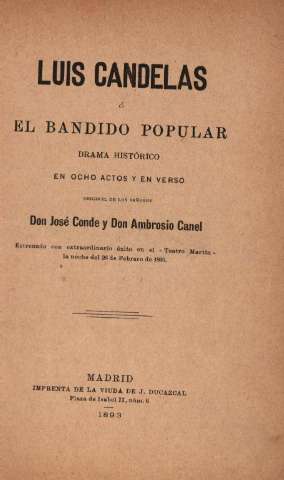 LUIS CANDELAS
ó
EL BANDIDO POPULAR
DRAMA HISTÓRICO
EN OCHO ACTOS Y EN VERSO
ORIGINAL DE LOS SEÑORES
Don José Conde y Don Ambrosio Canel
Estrenado con extraordinario éxito en el «Teatro Martín»
la noche del 26 de Febrero de
MADRID
IMPRENTA DE LA VIUDA DE J. DUCAZCAL
Plaza de Isabel II, núm. 6
1893